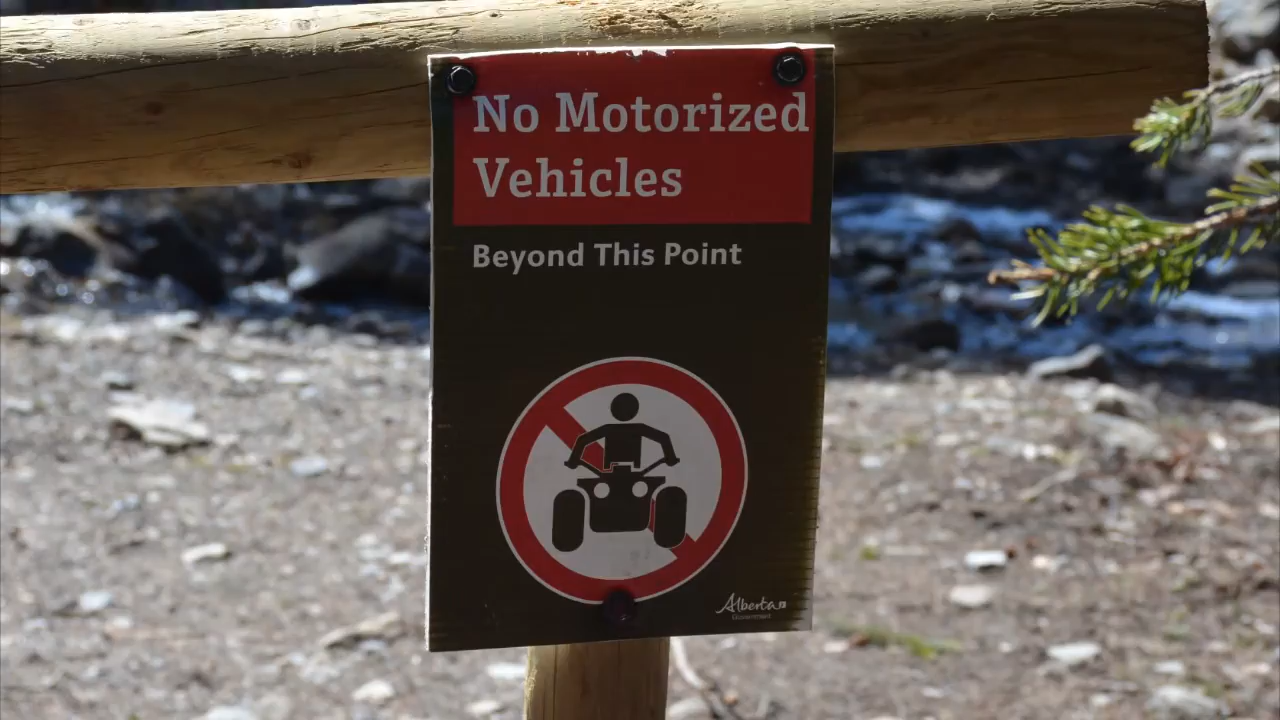 No Motorized
Vehicles
Beyond This Point
Alberta
Government